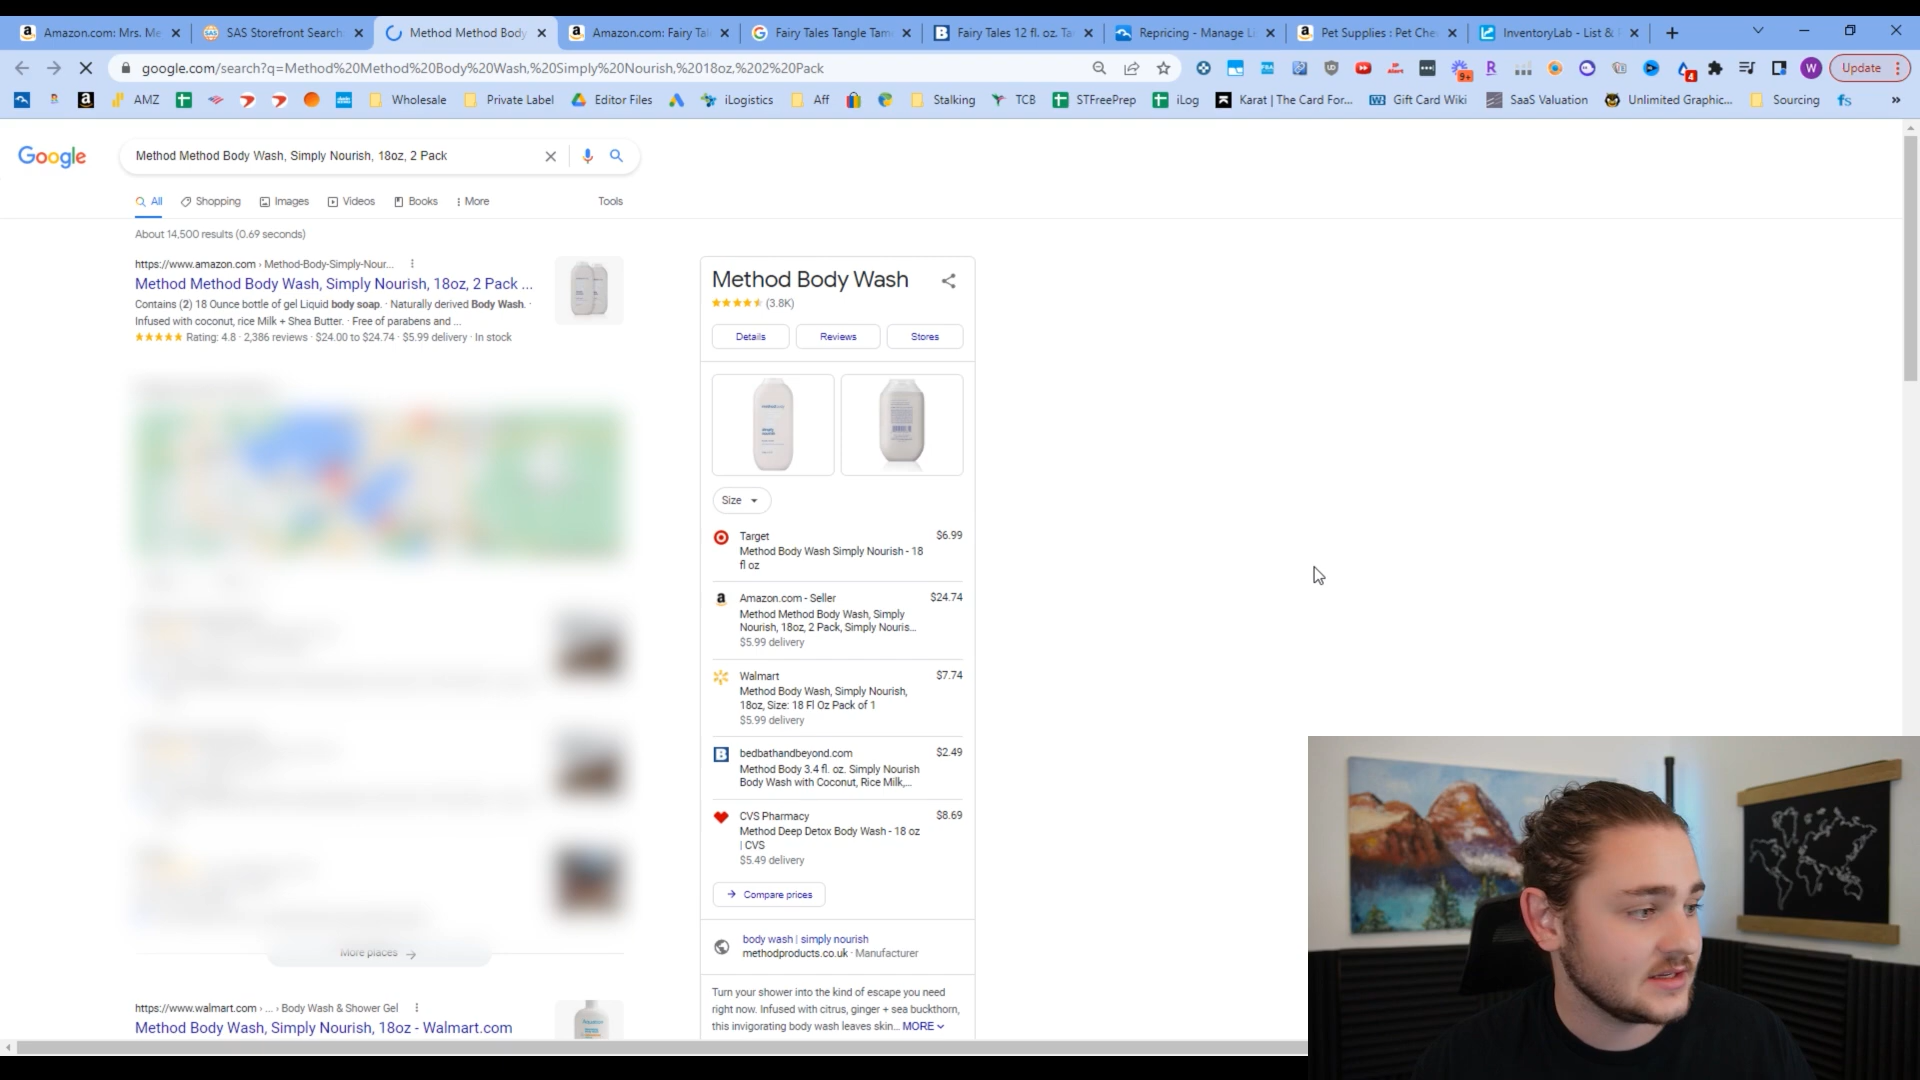 Amazon.com: Mrs. Me
SAS Storefront Search
Method Method Body
Amazon.com: Fairy Tal
Fairy Tales Tangle Tam
Fairy Tales 12 fl. oz. Ta
Repricing - Manage L
Pet Supplies : Pet Che
InventoryLab - List &
google.com/search?q=Method%20Method%20Body%20Wash,%20Simply%20Nourish,%2018oz,%202%20Pack
Update
AMZ
Wholesale
Private Label
Editor Files
iLogistics
Aff
Stalking
TCB
STFreePrep
iLog
Karat | The Card For...
Gift Card Wiki
SaaS Valuation
Unlimited Graphic...
Sourcing
Google
Method Method Body Wash, Simply Nourish, 18oz, 2 Pack
All
Shopping
Images
Videos
Books
More
Tools
About 14,500 results (0.69 seconds)
https://www.amazon.com › Method-Body-Simply-Nour...
Method Method Body Wash, Simply Nourish, 18oz, 2 Pack ...
Contains (2) 18 Ounce bottle of gel Liquid body soap. · Naturally derived Body Wash. ·
Infused with coconut, rice Milk + Shea Butter. · Free of parabens and ...
Rating: 4.8 · 2,386 reviews · $24.00 to $24.74 · $5.99 delivery · In stock
More places
https://www.walmart.com › ... › Body Wash & Shower Gel
Method Body Wash, Simply Nourish, 18oz - Walmart.com
Method Body Wash
(3.8K)
Details
Reviews
Stores
Size
Target
$6.99
Method Body Wash Simply Nourish - 18
fl oz
Amazon.com - Seller
$24.74
Method Method Body Wash, Simply
Nourish, 18oz, 2 Pack, Simply Nouris...
$5.99 delivery
Walmart
$7.74
Method Body Wash, Simply Nourish,
18oz, Size: 18 Fl Oz Pack of 1
$5.99 delivery
bedbathandbeyond.com
$2.49
Method Body 3.4 fl. oz. Simply Nourish
Body Wash with Coconut, Rice Milk,...
CVS Pharmacy
$8.69
Method Deep Detox Body Wash - 18 oz
| CVS
$5.49 delivery
Compare prices
body wash | simply nourish
methodproducts.co.uk · Manufacturer
Turn your shower into the kind of escape you need
right now. Infused with citrus, ginger + sea buckthorn,
this invigorating body wash leaves skin... MORE